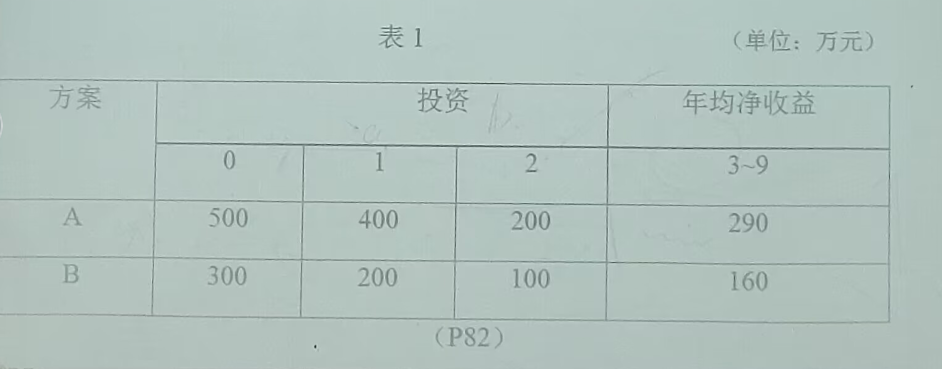 表1 （单位：万元）
方案 投资 年均净收益
0 1 2 3~9
A 500 400 200 290
B 300 200 100 160
（P82）